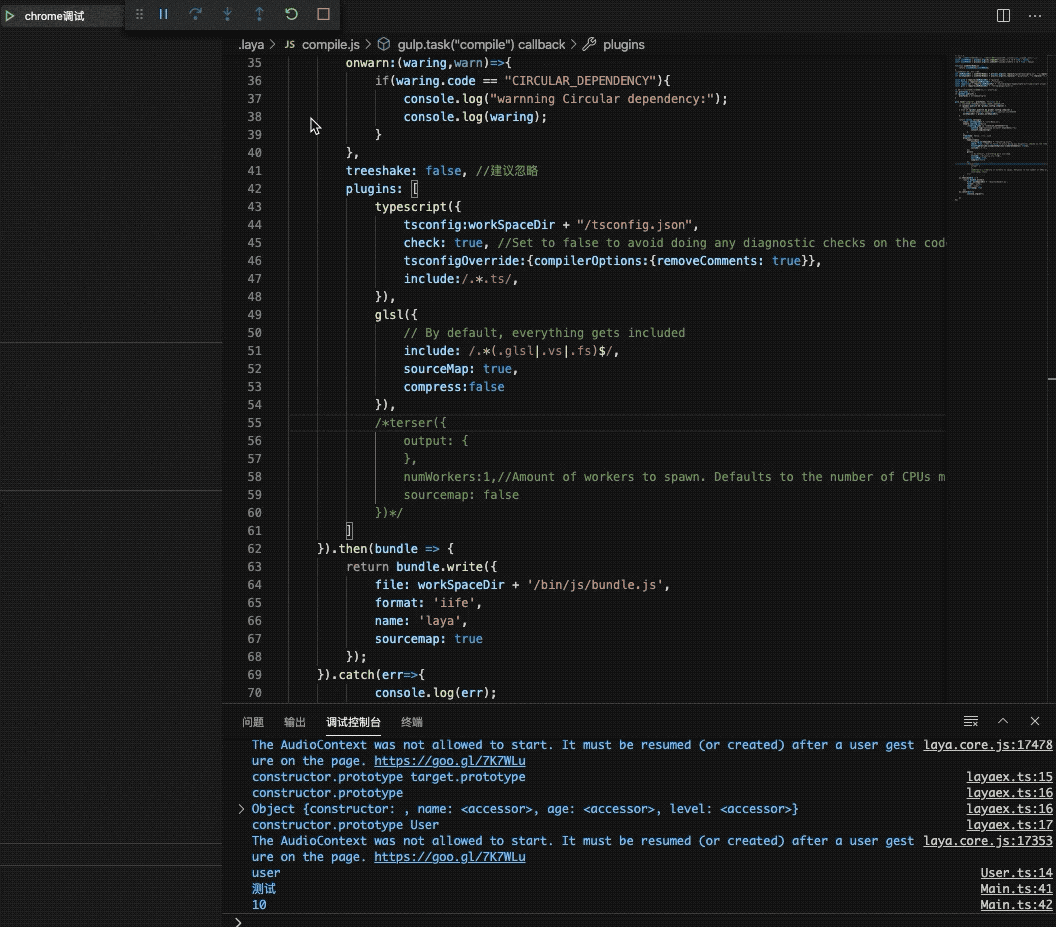 chrome调试
.laya > JS compile.js > gulp.task("compile") callback > plugins
35 onwarn:(waring,warn)=>{
36 if(waring.code == "CIRCULAR_DEPENDENCY"){
37 console.log("warnning Circular dependency:");
38 console.log(waring);
39 }
40 },
41 treeshake: false, //建议忽略
42 plugins: [
43 typescript({
44 tsconfig:workSpaceDir + "/tsconfig.json",
45 check: true, //Set to false to avoid doing any diagnostic checks on the cod
46 tsconfigOverride:{compilerOptions:{removeComments: true}},
47 include:/.*.ts/,
48 }),
49 glsl({
50 // By default, everything gets included
51 include: /.*(.glsl|.vs|.fs)$/,
52 sourceMap: true,
53 compress:false
54 }),
55 /*terser({
56 output: {
57 },
58 numWorkers:1,//Amount of workers to spawn. Defaults to the number of CPUs m
59 sourcemap: false
60 })*/
61 ]
62 }).then(bundle => {
63 return bundle.write({
64 file: workSpaceDir + '/bin/js/bundle.js',
65 format: 'iife',
66 name: 'laya',
67 sourcemap: true
68 });
69 }).catch(err=>{
70 console.log(err);
问题 输出 调试控制台 终端
The AudioContext was not allowed to start. It must be resumed (or created) after a user gest laya.core.js:17478
ure on the page. https://goo.gl/7K7WLu
constructor.prototype target.prototype layaex.ts:15
constructor.prototype layaex.ts:16
> Object {constructor: , name: <accessor>, age: <accessor>, level: <accessor>} layaex.ts:16
constructor.prototype User layaex.ts:17
The AudioContext was not allowed to start. It must be resumed (or created) after a user gest laya.core.js:17353
ure on the page. https://goo.gl/7K7WLu
user User.ts:14
测试 Main.ts:41
10 Main.ts:42
>